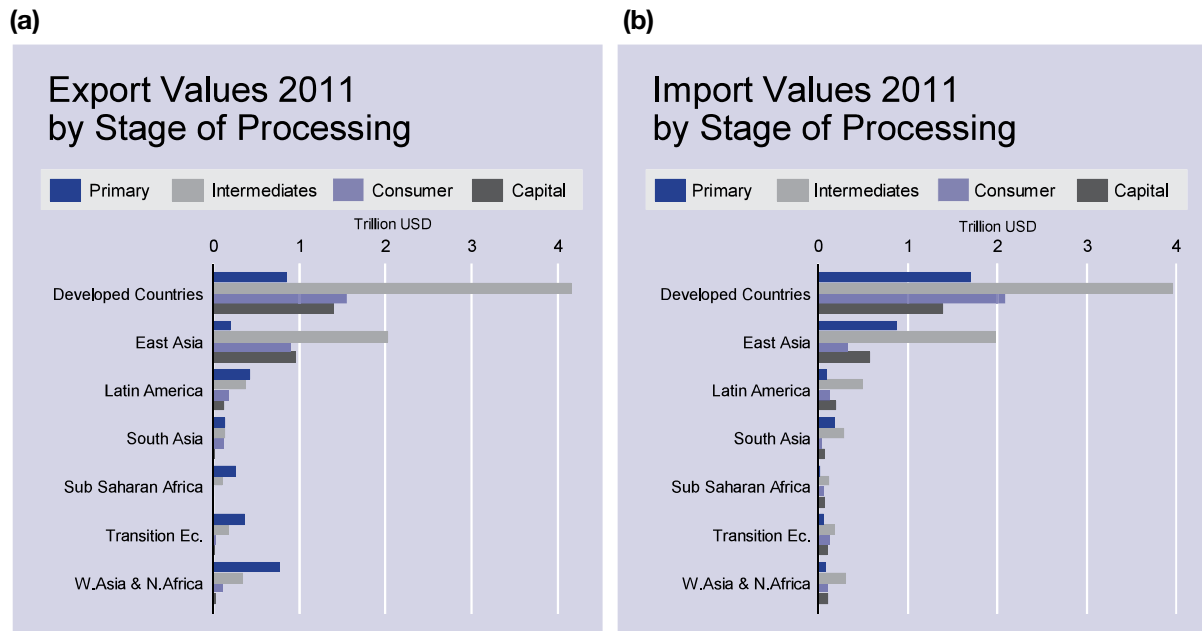 (a)
Export Values 2011
by Stage of Processing
Primary Intermediates Consumer Capital
Trillion USD
0 1 2 3 4
Developed Countries
East Asia
Latin America
South Asia
Sub Saharan Africa
Transition Ec.
W.Asia & N.Africa
(b)
Import Values 2011
by Stage of Processing
Primary Intermediates Consumer Capital
Trillion USD
0 1 2 3 4
Developed Countries
East Asia
Latin America
South Asia
Sub Saharan Africa
Transition Ec.
W.Asia & N.Africa